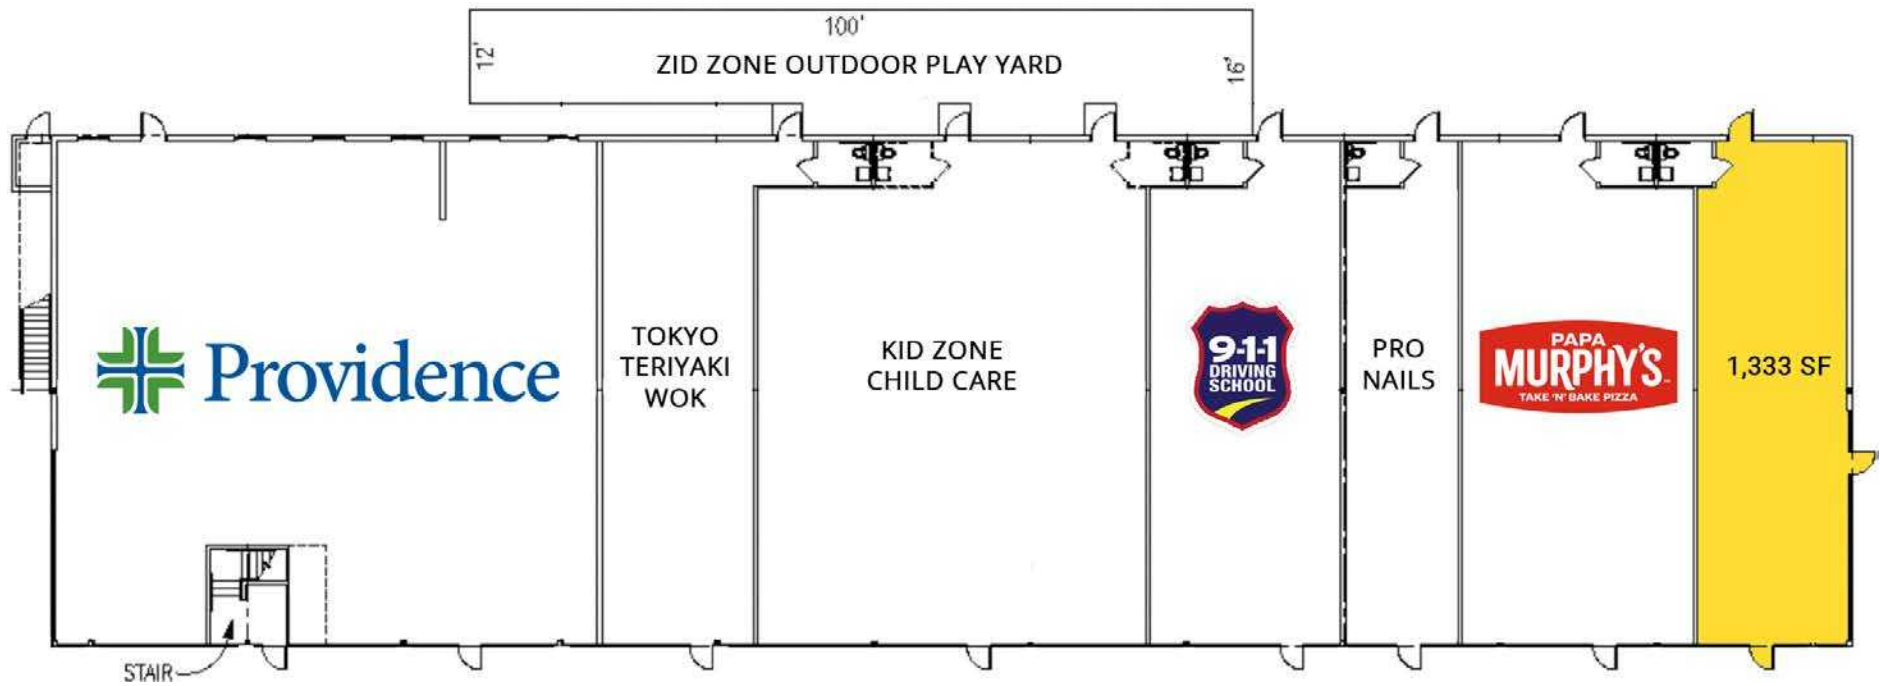 100'
12'
ZID ZONE OUTDOOR PLAY YARD
16'
Providence
TOKYO
TERIYAKI
WOK
KID ZONE
CHILD CARE
9-1-1
DRIVING
SCHOOL
PRO
NAILS
PAPA
MURPHY'S
TAKE 'N' BAKE PIZZA
1,333 SF
STAIR